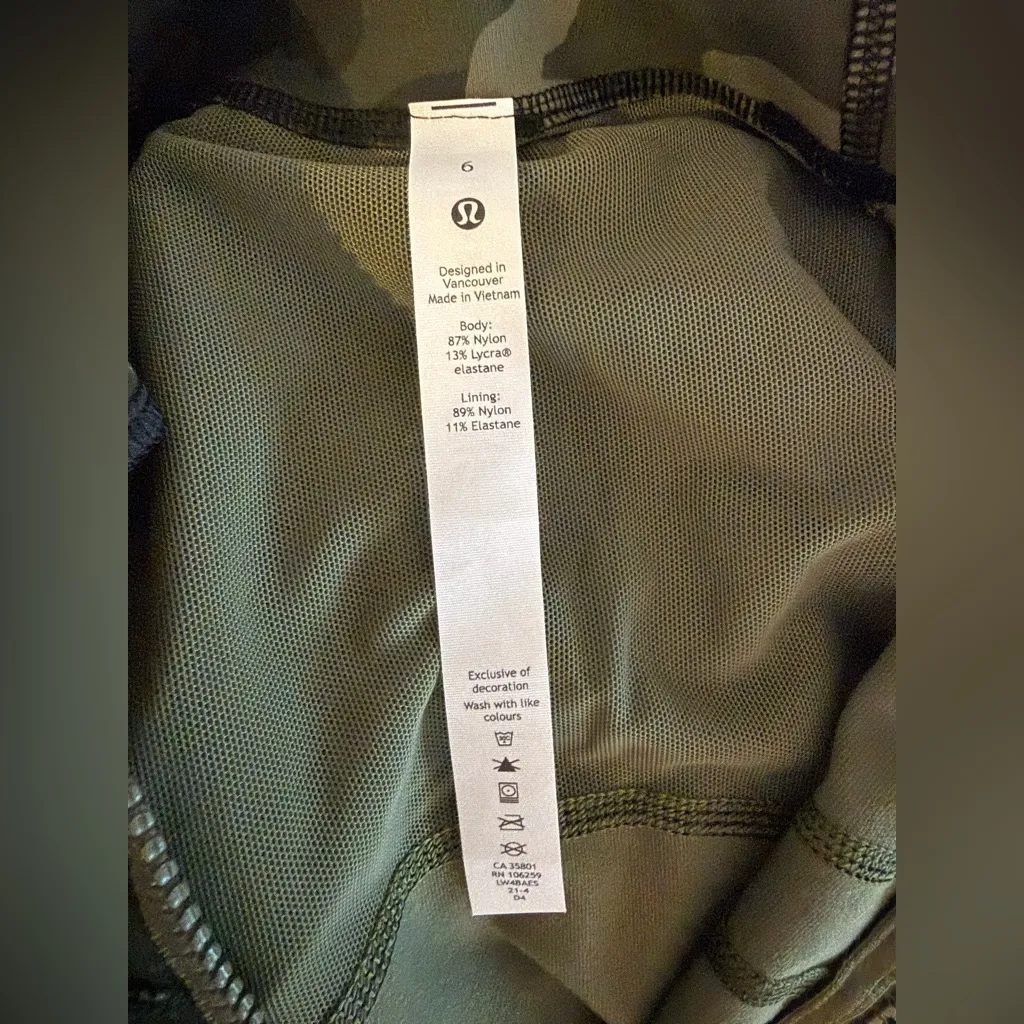 6
Designed in
Vancouver
Made in Vietnam
Body:
87% Nylon
13% Lycra®
elastane
Lining:
89% Nylon
11% Elastane
Exclusive of
decoration
Wash with like
colours
CA 35801
RN 106259
LW4BAES
21-4
D4